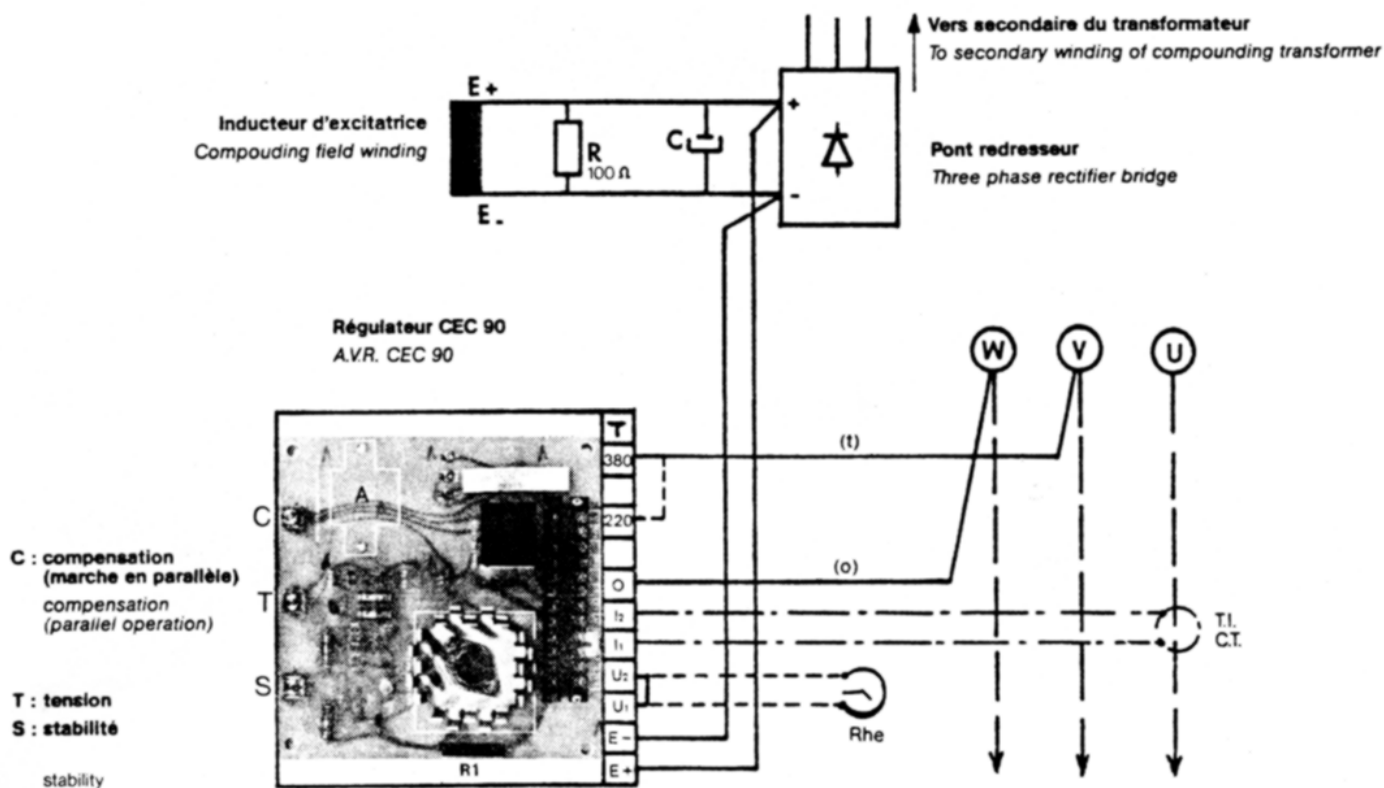 Vers secondaire du transformateur
To secondary winding of compounding transformer
E+
Inducteur d'excitatrice
Compouding field winding
R
100 Ω
C
+
-
Pont redresseur
Three phase rectifier bridge
E-
Régulateur CEC 90
A.V.R. CEC 90
W
V
U
T
380
(t)
A
A
A
A
220
C
C : compensation
(marche en parallèle)
compensation
(parallel operation)
O
(o)
T
I2
I1
T.I.
C.T.
S
U2
U1
Rhe
T : tension
S : stabilité
stability
E-
E+
R1